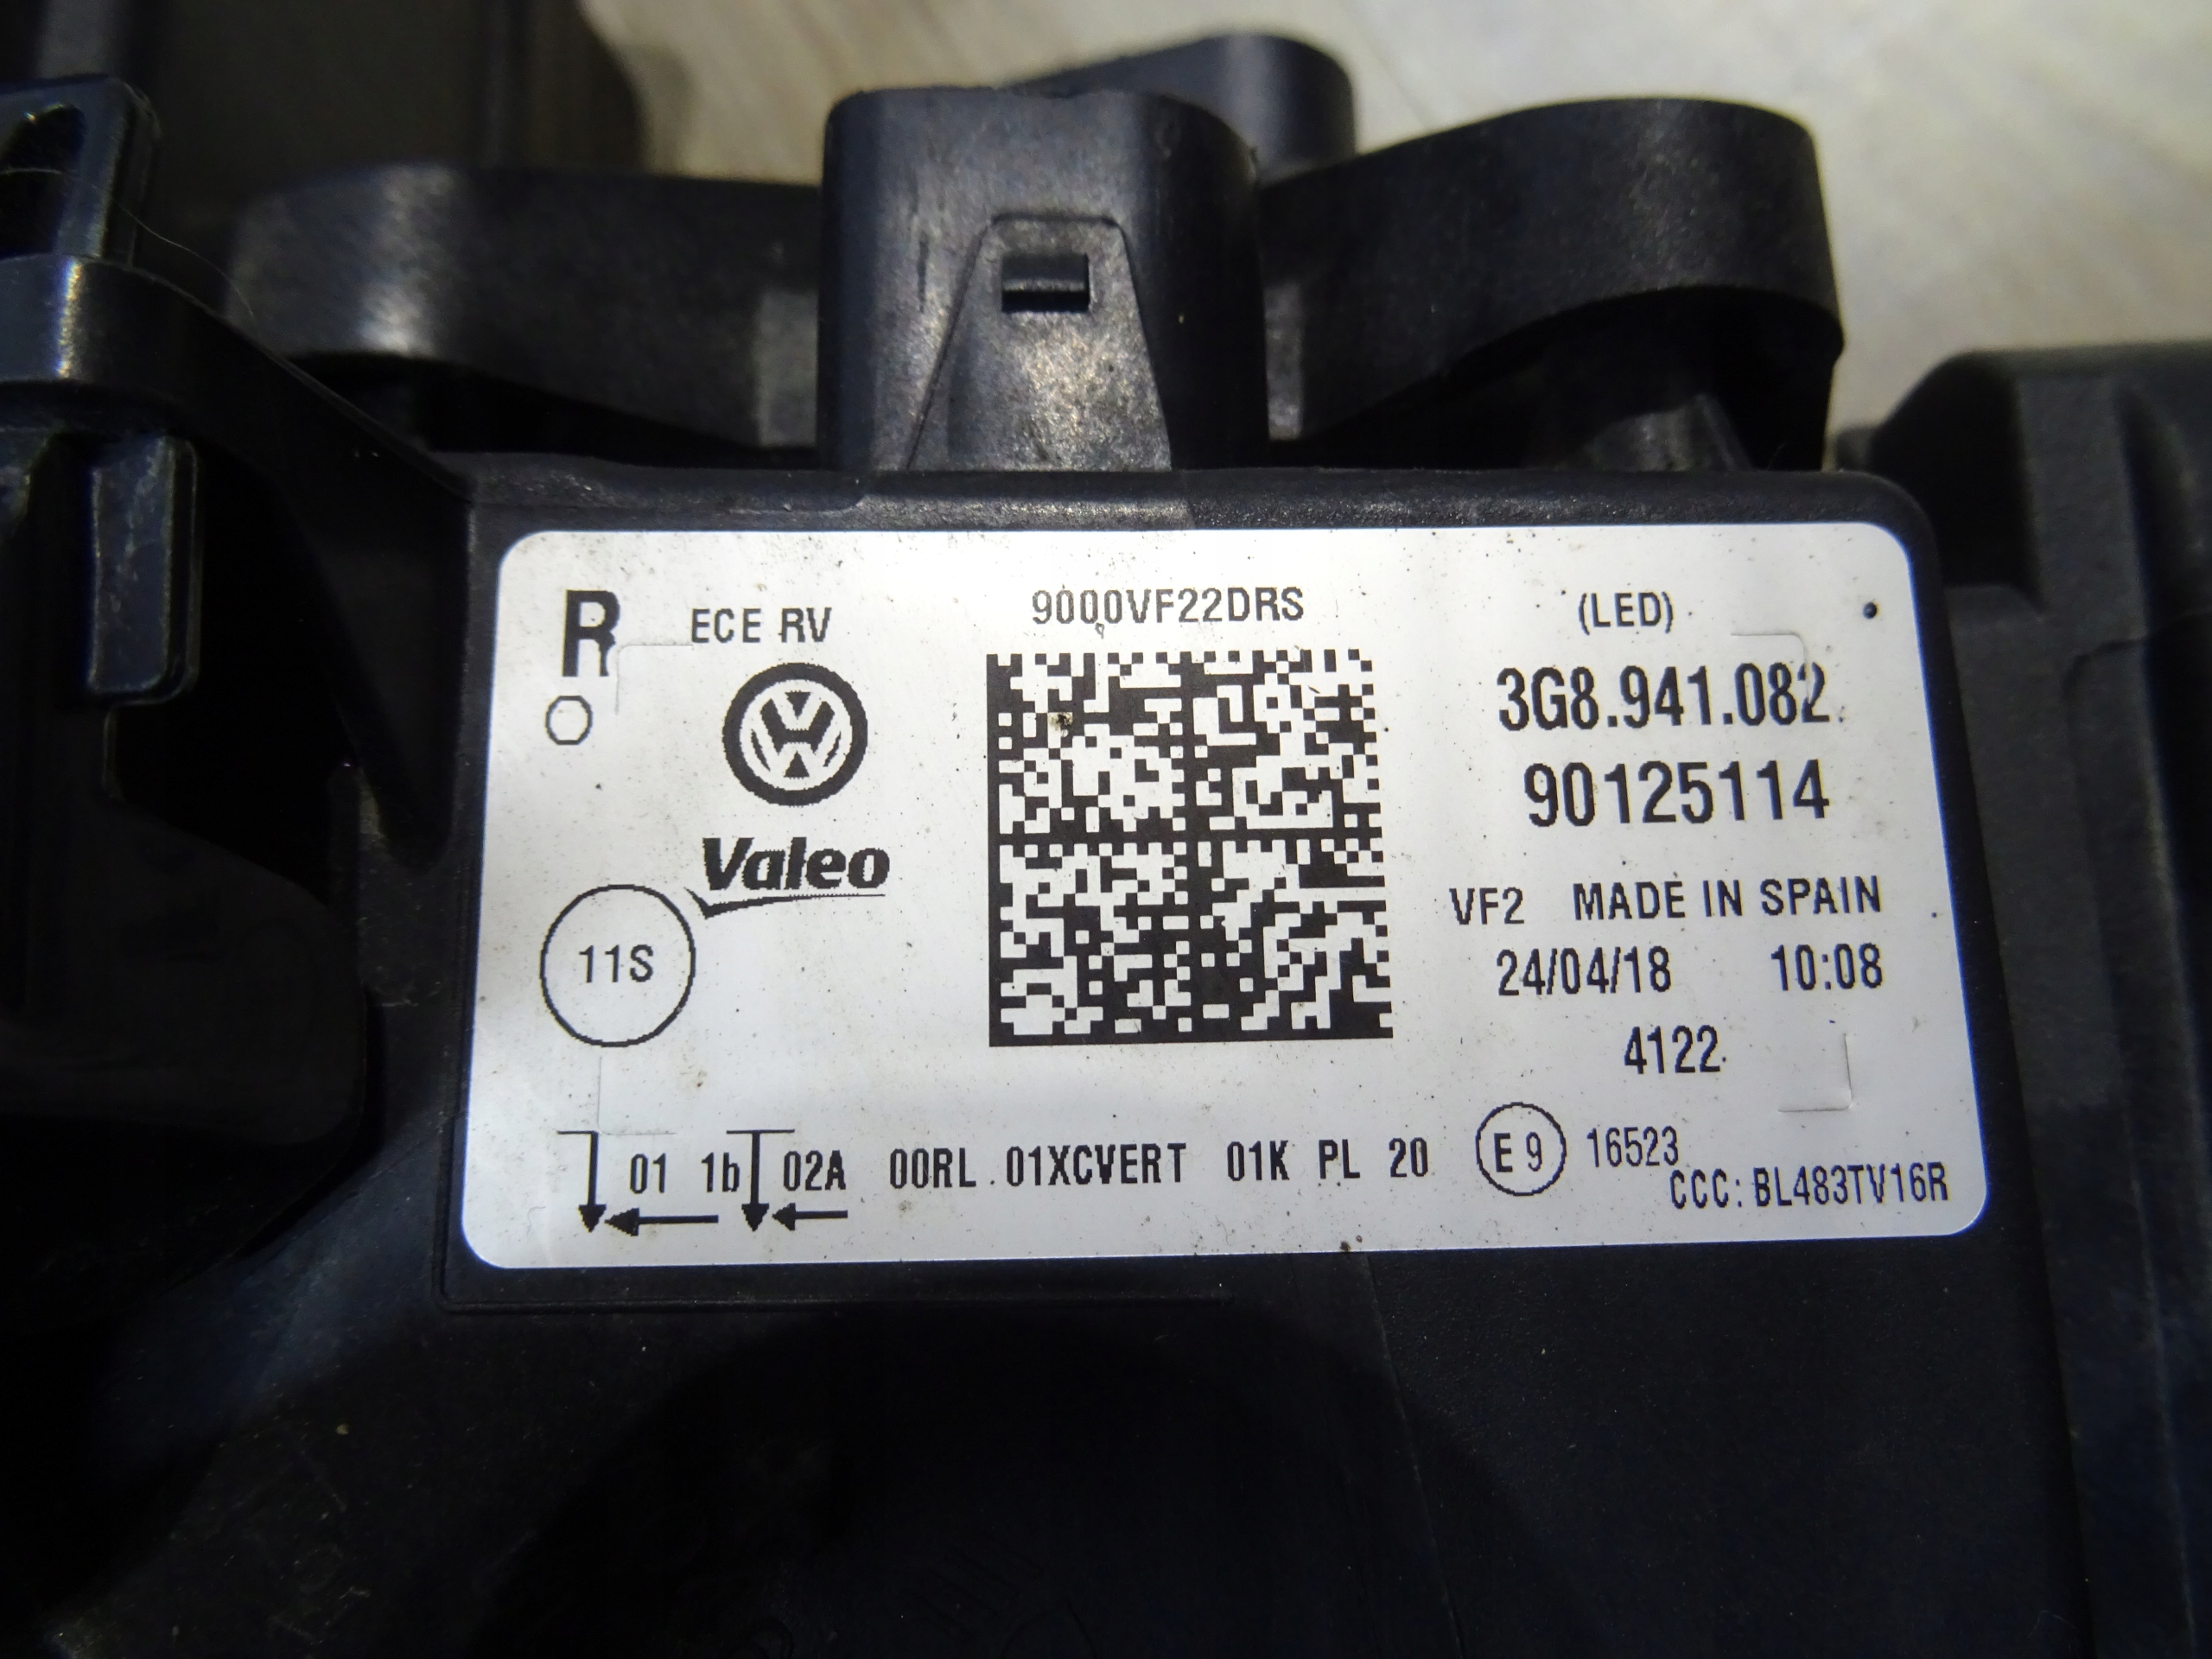 R ECE RV 9000VF22DRS (LED)
3G8.941.082
90125114
Valeo
VF2 MADE IN SPAIN
11S
24/04/18 10:08
4122
01 1b 02A 00RL 01XCVERT 01K PL 20 E9 16523
CCC: BL483TV16R